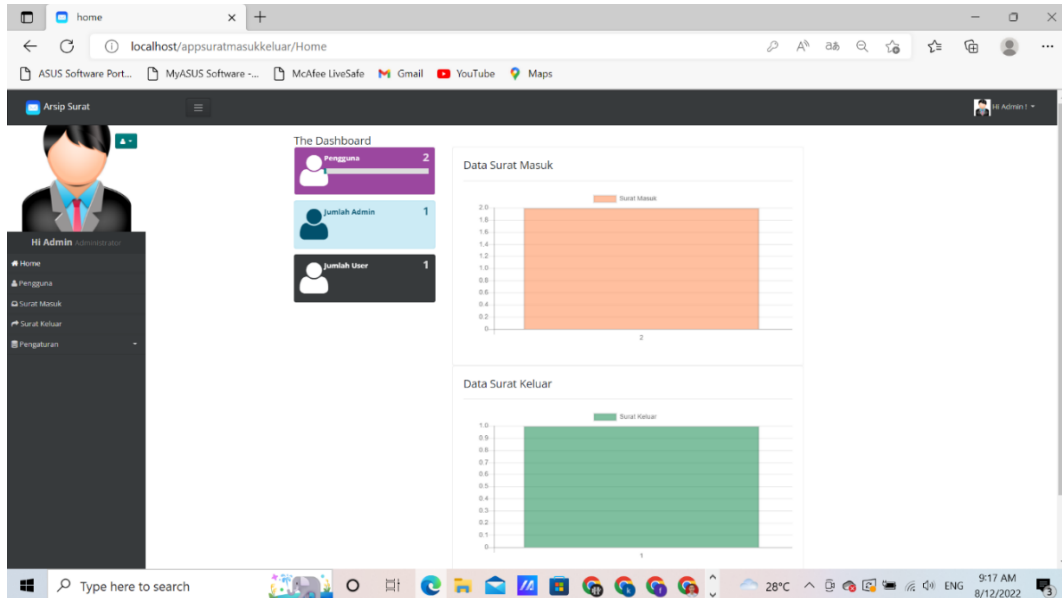 home
localhost/appsuratmasukkeluar/Home
ASUS Software Port... MyASUS Software -... McAfee LiveSafe Gmail YouTube Maps
Arsip Surat
Hi Admin !
The Dashboard
Pengguna 2
Jumlah Admin 1
Jumlah User 1
Hi Admin Administrator
Home
Pengguna
Surat Masuk
Surat Keluar
Pengaturan
Data Surat Masuk
Surat Masuk
2.0
1.8
1.6
1.4
1.2
1.0
0.8
0.6
0.4
0.2
0
2
Data Surat Keluar
Surat Keluar
1.0
0.9
0.8
0.7
0.6
0.5
0.4
0.3
0.2
0.1
0
1
Type here to search
28°C
ENG
9:17 AM
8/12/2022
3